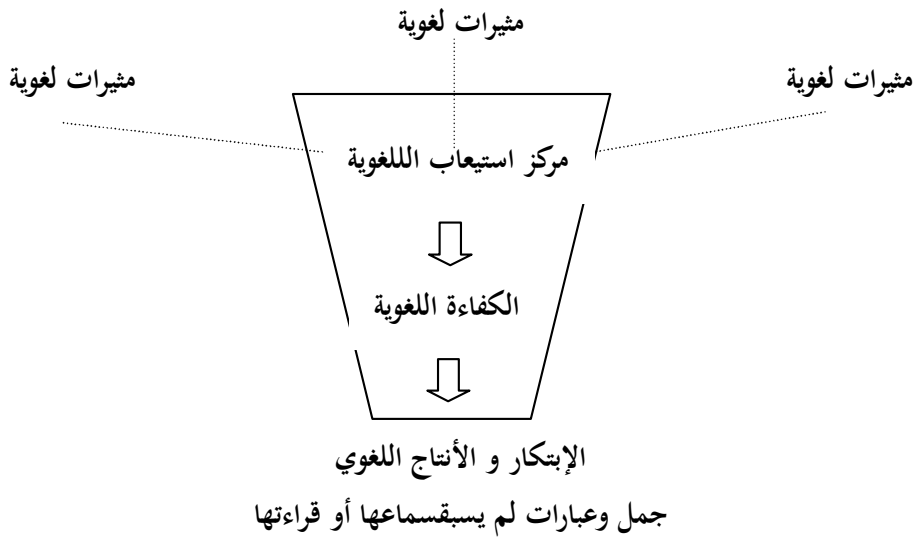 مثيرات لغوية
مثيرات لغوية
مثيرات لغوية
مركز استيعاب الللغوية
الكفاءة اللغوية
الإبتكار و الأنتاج اللغوي
جمل وعبارات لم يسبقسماعها أو قراءتها